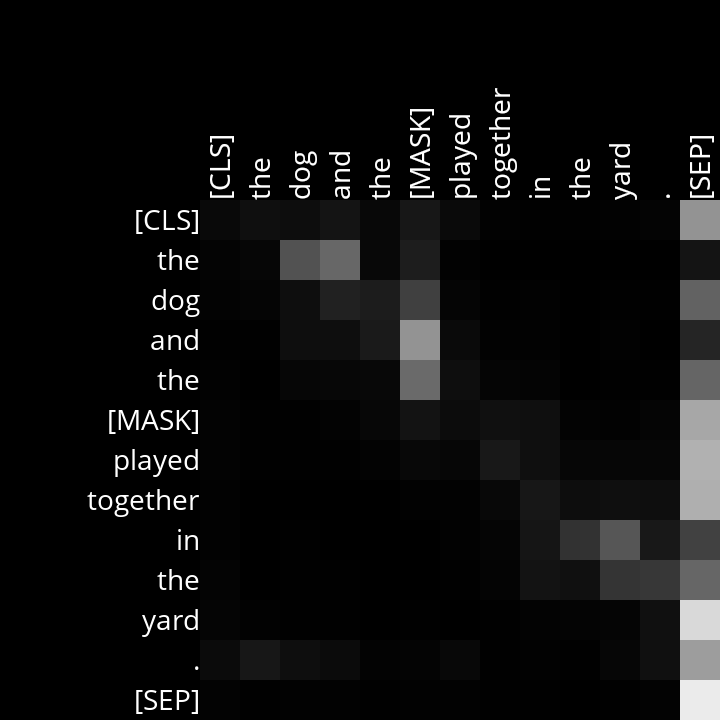 [CLS] the dog and the [MASK] played together in the yard . [SEP]
[CLS]
the
dog
and
the
[MASK]
played
together
in
the
yard
.
[SEP]